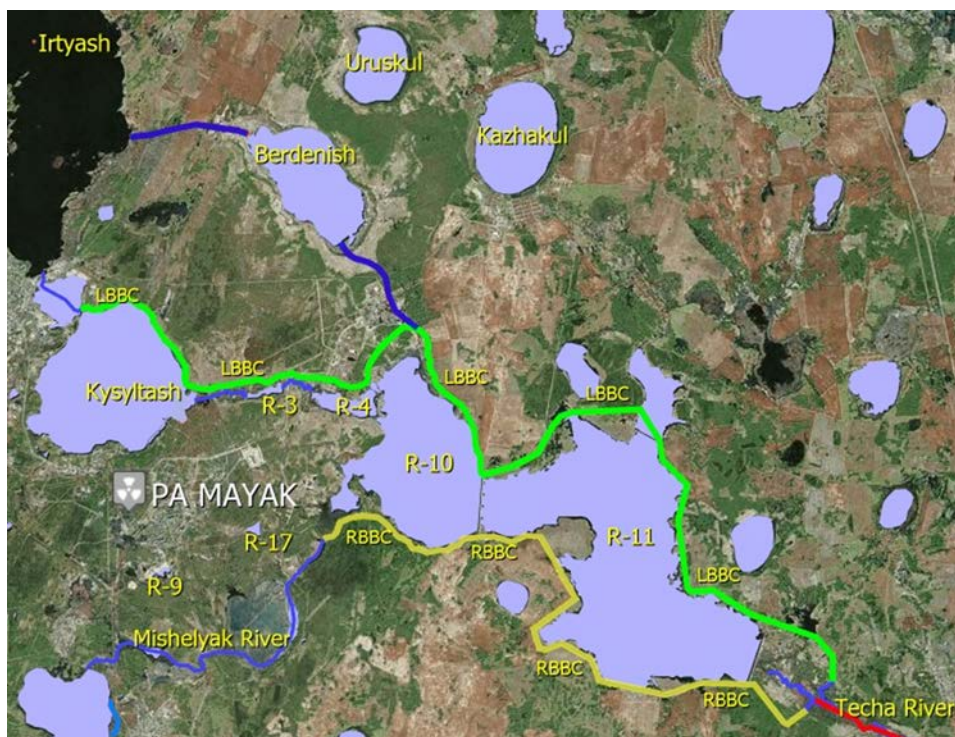 Irtyash
Uruskul
Kazhakul
Berdenish
LBBC
LBBC
LBBC
LBBC
Kysyltash
R-3
R-4
R-10
PA MAYAK
R-17
RBBC
RBBC
R-11
R-9
LBBC
Mishelyak River
RBBC
RBBC
Techa River